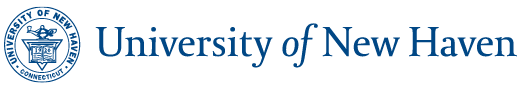 UNIVERSITY OF NEW HAVEN
· CONNECTICUT ·
University of New Haven